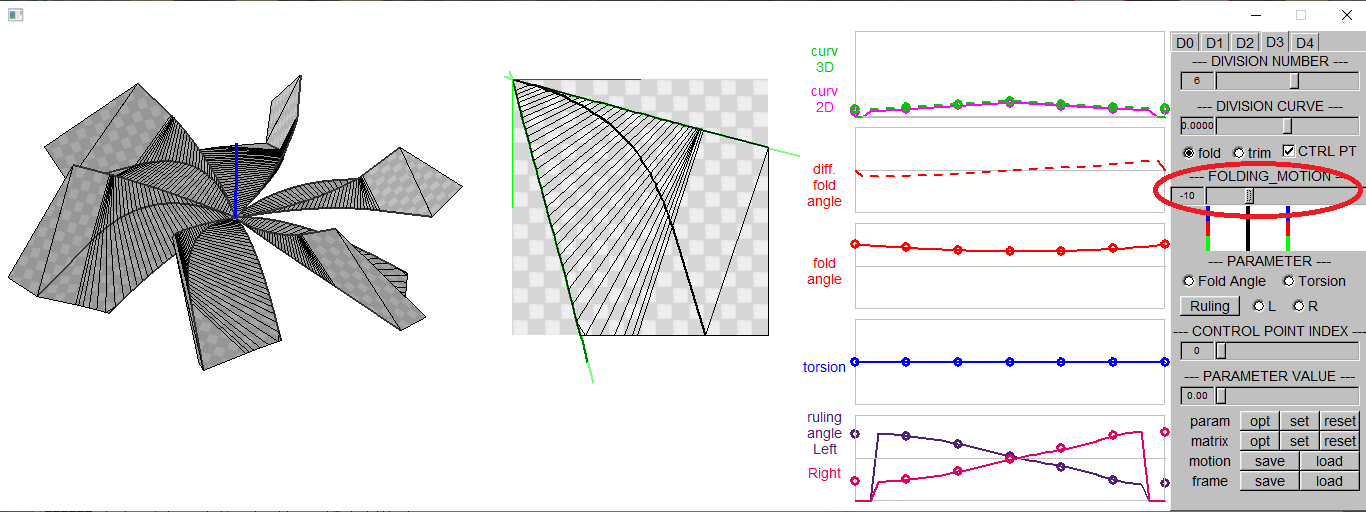 curv
3D
curv
2D
diff.
fold
angle
fold
angle
torsion
ruling
angle
Left
Right
D0 D1 D2 D3 D4
--- DIVISION NUMBER ---
6
--- DIVISION CURVE ---
0.0000
fold trim CTRL PT
--- FOLDING_MOTION ---
-10
--- PARAMETER ---
Fold Angle Torsion
Ruling L R
--- CONTROL POINT INDEX ---
0
--- PARAMETER VALUE ---
0.00
param opt set reset
matrix opt set reset
motion save load
frame save load